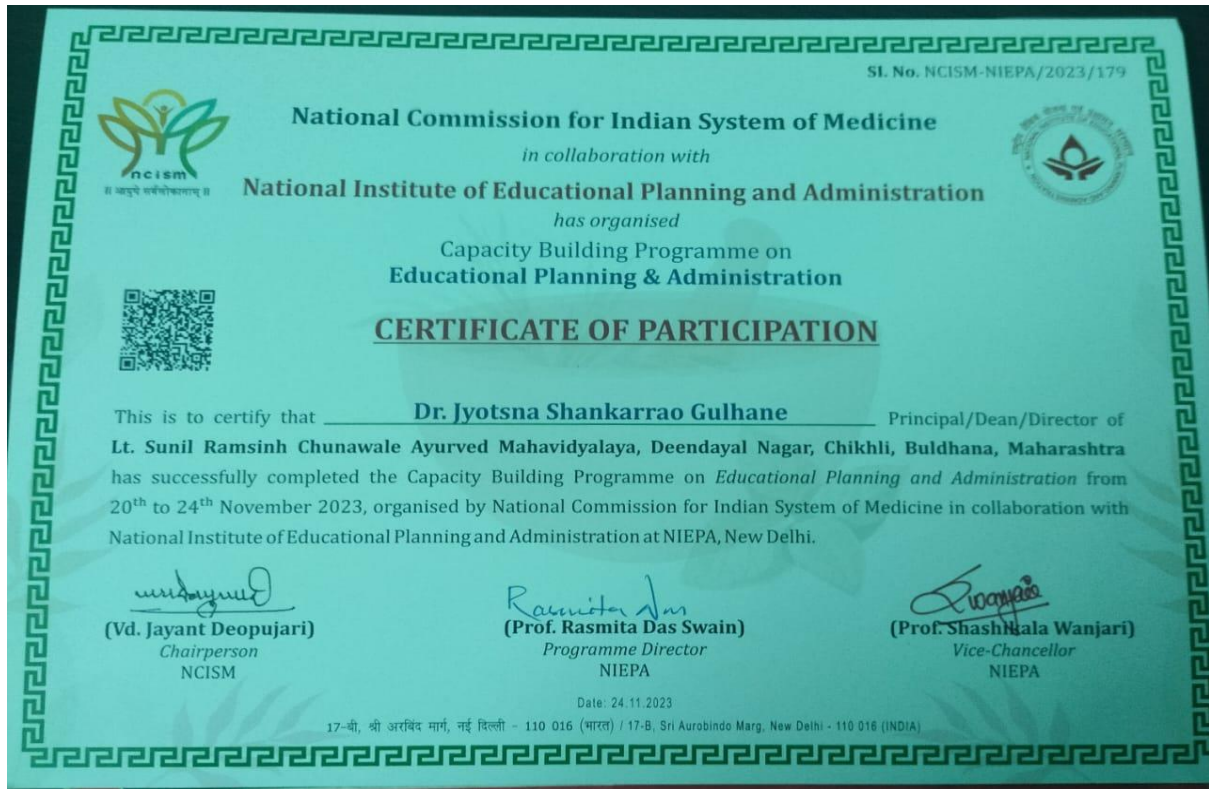 Sl. No. NCISM-NIEPA/2023/179
ncism
॥ आयुषे सर्वलोकानाम् ॥
National Commission for Indian System of Medicine
in collaboration with
National Institute of Educational Planning and Administration
has organised
Capacity Building Programme on
Educational Planning & Administration
CERTIFICATE OF PARTICIPATION
This is to certify that Dr. Jyotsna Shankarrao Gulhane Principal/Dean/Director of
Lt. Sunil Ramsinh Chunawale Ayurved Mahavidyalaya, Deendayal Nagar, Chikhli, Buldhana, Maharashtra
has successfully completed the Capacity Building Programme on Educational Planning and Administration from
20th to 24th November 2023, organised by National Commission for Indian System of Medicine in collaboration with
National Institute of Educational Planning and Administration at NIEPA, New Delhi.
Rasmita Das
(Vd. Jayant Deopujari) (Prof. Rasmita Das Swain) (Prof. Shashikala Wanjari)
Chairperson Programme Director Vice-Chancellor
NCISM NIEPA NIEPA
Date: 24.11.2023
17-बी, श्री अरविंद मार्ग, नई दिल्ली - 110 016 (भारत) / 17-B, Sri Aurobindo Marg, New Delhi - 110 016 (INDIA)